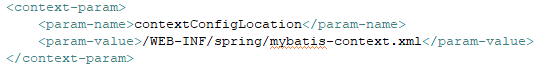 <context-param>
    <param-name>contextConfigLocation</param-name>
    <param-value>/WEB-INF/spring/mybatis-context.xml</param-value>
</context-param>